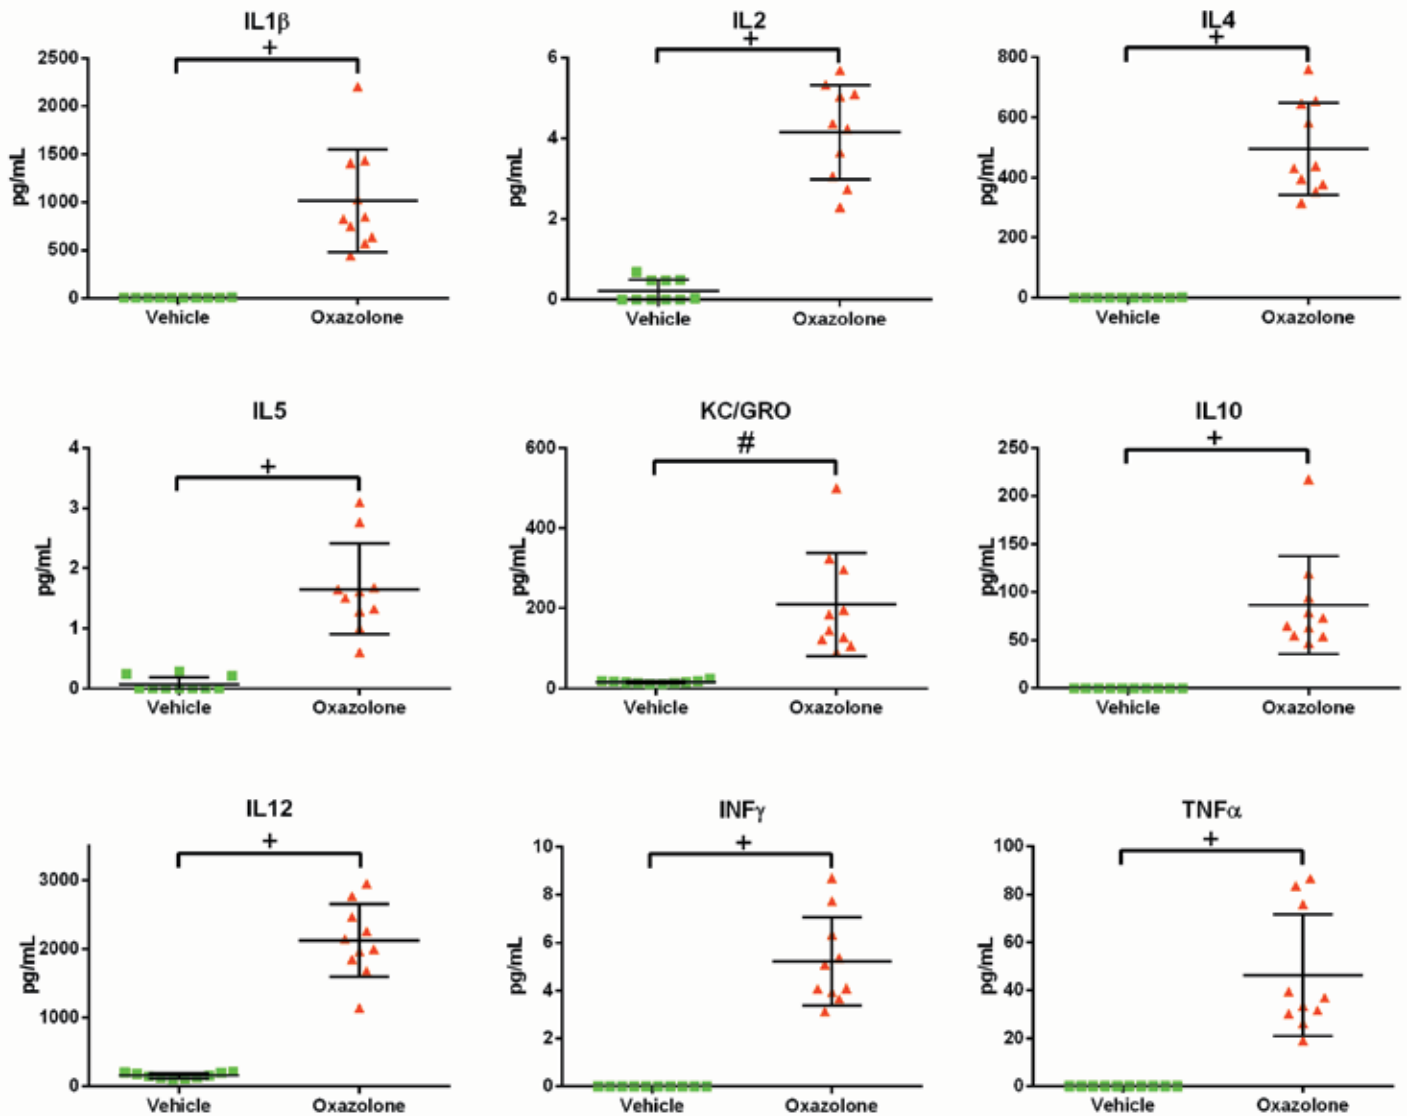 IL1β
+
2500
2000
1500
1000
500
0
pg/mL
Vehicle Oxazolone
IL2
+
6
4
2
0
pg/mL
Vehicle Oxazolone
IL4
+
800
600
400
200
0
pg/mL
Vehicle Oxazolone
IL5
+
4
3
2
1
0
pg/mL
Vehicle Oxazolone
KC/GRO
#
600
400
200
0
pg/mL
Vehicle Oxazolone
IL10
+
250
200
150
100
50
0
pg/mL
Vehicle Oxazolone
IL12
+
3000
2000
1000
0
pg/mL
Vehicle Oxazolone
INFγ
+
10
8
6
4
2
0
pg/mL
Vehicle Oxazolone
TNFα
+
100
80
60
40
20
0
pg/mL
Vehicle Oxazolone